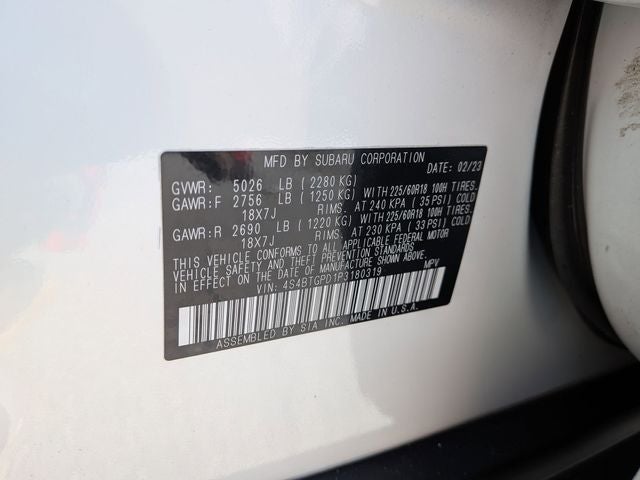 MFD BY SUBARU CORPORATION
DATE: 02/23
GVWR: 5026 LB (2280 KG)
GAWR:F 2756 LB (1250 KG) WITH 225/60R18 100H TIRES.
18X7J RIMS. AT 240 KPA (35 PSI) COLD
GAWR:R 2690 LB (1220 KG) WITH 225/60R18 100H TIRES.
18X7J RIMS. AT 230 KPA (33 PSI) COLD
THIS VEHICLE CONFORMS TO ALL APPLICABLE FEDERAL MOTOR
VEHICLE SAFETY AND THEFT PREVENTION STANDARDS IN EFFECT
ON THE DATE OF MANUFACTURE SHOWN ABOVE.
VIN: 4S4BTGPD1P3180319 MPV
ASSEMBLED BY SIA INC. MADE IN U.S.A.